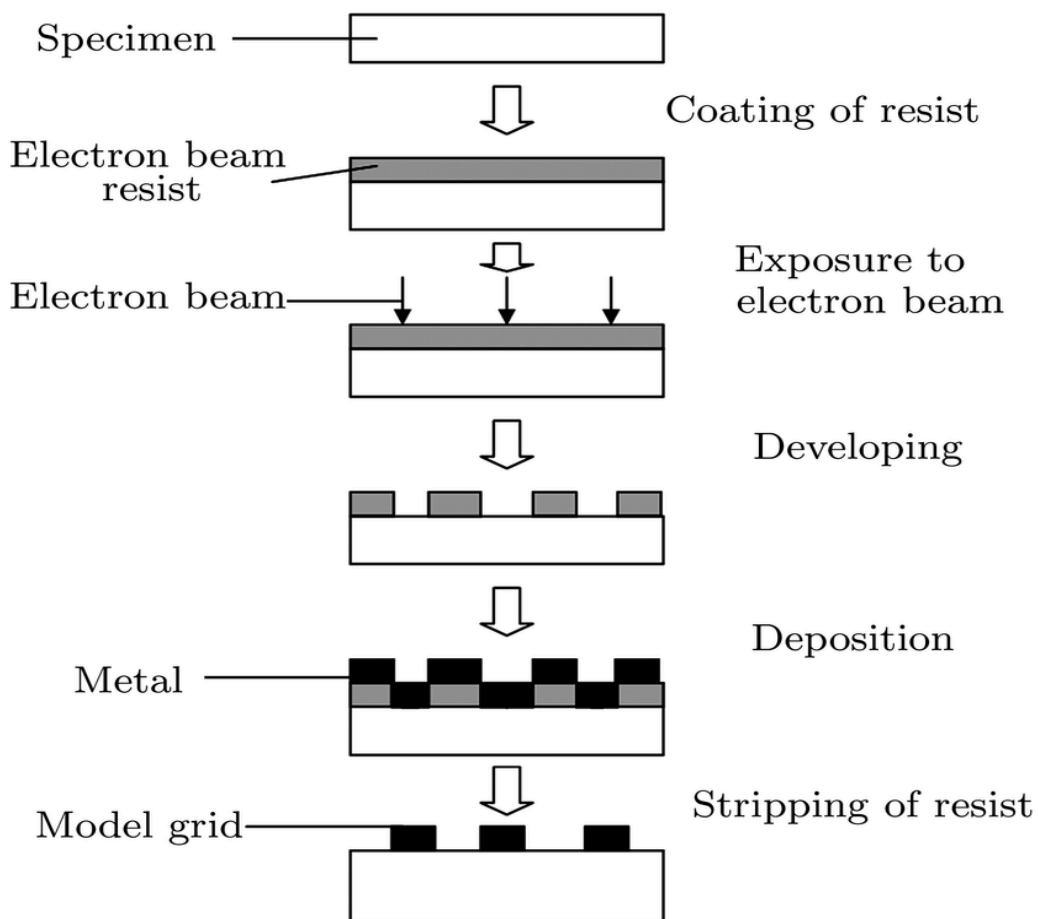 Specimen
Coating of resist
Electron beam
resist
Exposure to
electron beam
Electron beam
Developing
Deposition
Metal
Stripping of resist
Model grid